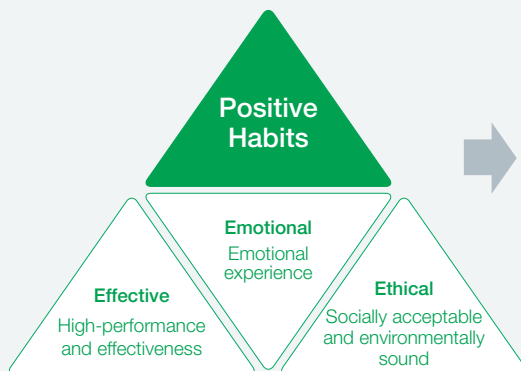 Positive
Habits
Emotional
Emotional
experience
Effective
High-performance
and effectiveness
Ethical
Socially acceptable
and environmentally
sound